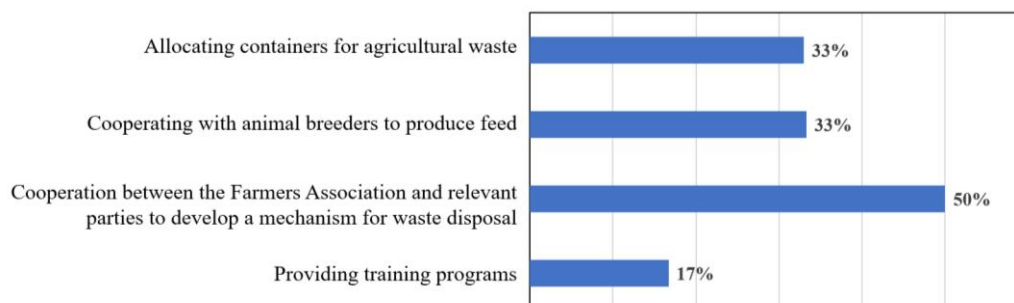 Allocating containers for agricultural waste
33%
Cooperating with animal breeders to produce feed
33%
Cooperation between the Farmers Association and relevant
parties to develop a mechanism for waste disposal
50%
Providing training programs
17%